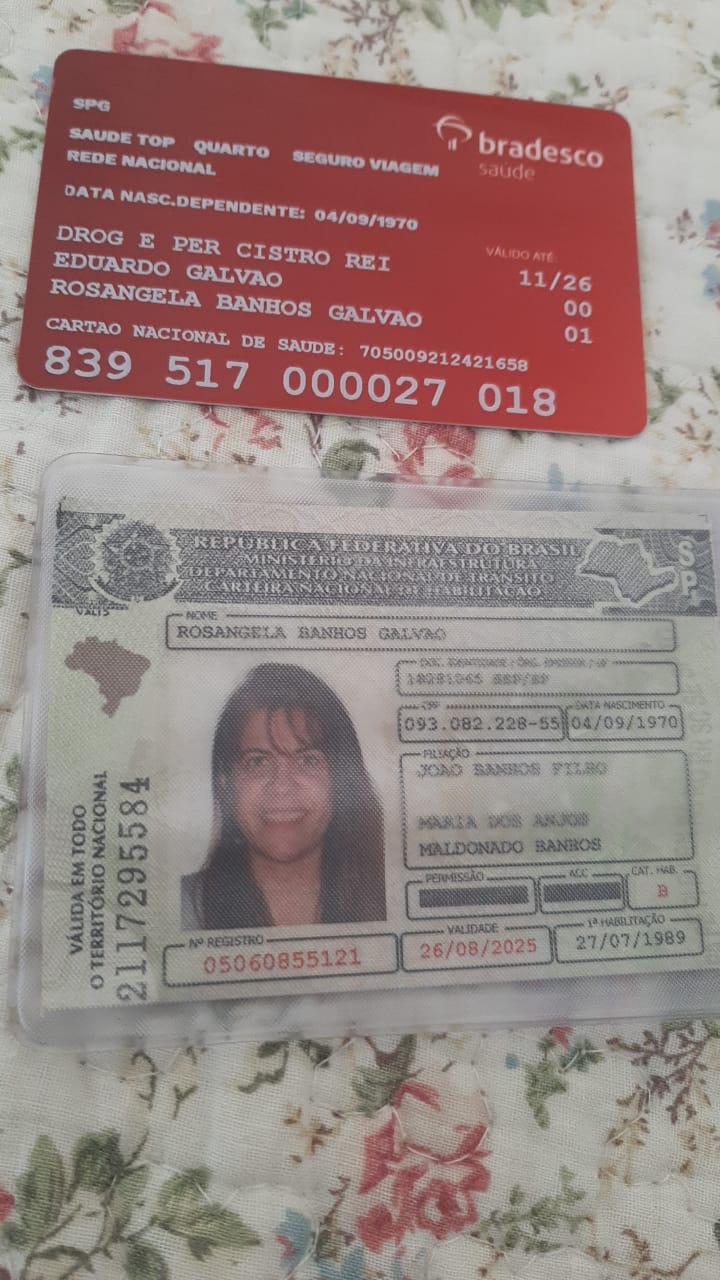 SPG
bradesco
saúde
SAUDE TOP QUARTO SEGURO VIAGEM
REDE NACIONAL
DATA NASC.DEPENDENTE: 04/09/1970
DROG E PER CISTRO REI
VÁLIDO ATÉ:
11/26
EDUARDO GALVAO 00
ROSANGELA BANHOS GALVAO 01
CARTAO NACIONAL DE SAUDE: 705009212421658
839 517 000027 018
REPÚBLICA FEDERATIVA DO BRASIL
MINISTÉRIO DA INFRAESTRUTURA
DEPARTAMENTO NACIONAL DE TRÂNSITO
CARTEIRA NACIONAL DE HABILITAÇÃO
SP
NOME
ROSANGELA BANHOS GALVAO
DOC. IDENTIDADE / ÓRG. EMISSOR / UF
SSP/SP
CPF
093.082.228-55
DATA NASCIMENTO
04/09/1970
FILIAÇÃO
JOAO BANHOS FILHO
MARIA DOS ANJOS
MALDONADO BANHOS
PERMISSÃO
ACC
CAT. HAB.
B
Nº REGISTRO
05060855121
VALIDADE
26/08/2025
1ª HABILITAÇÃO
27/07/1989
VÁLIDA EM TODO
O TERRITÓRIO NACIONAL
2117295584